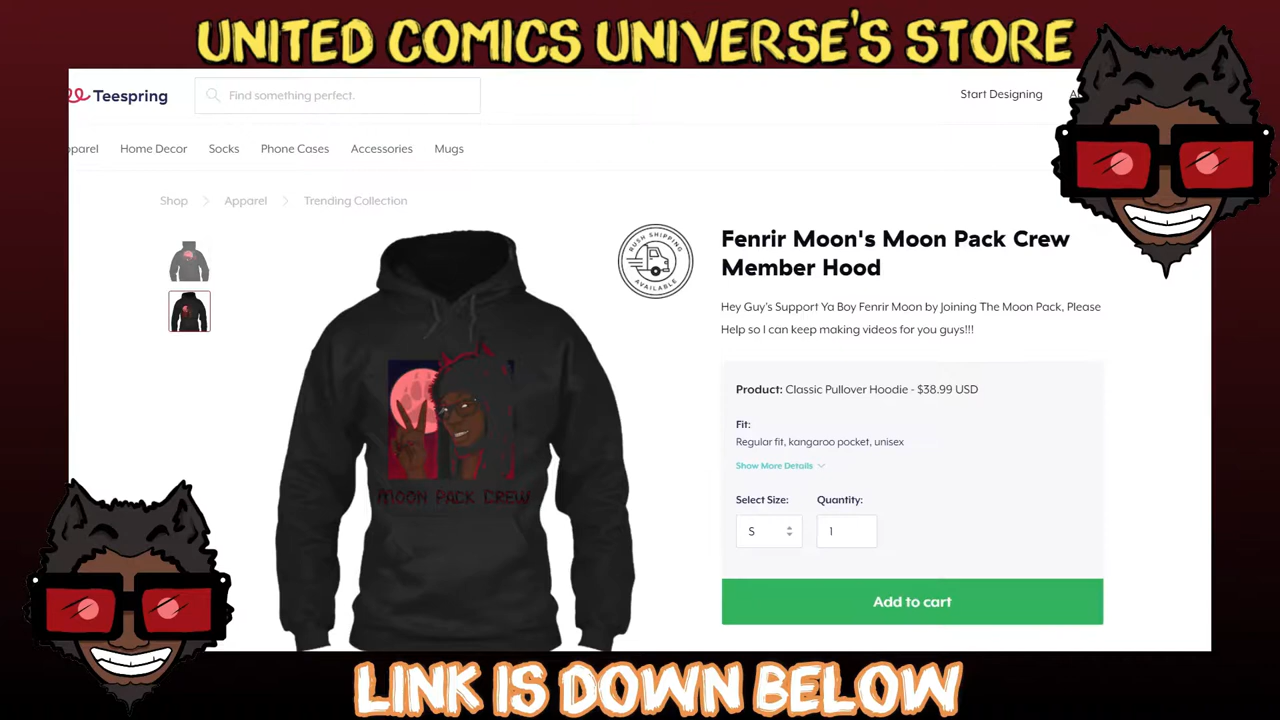 UNITED COMICS UNIVERSE'S STORE
Teespring
Find something perfect.
Start Designing
Home Decor
Socks
Phone Cases
Accessories
Mugs
Shop
Apparel
Trending Collection
RUSH SHIPPING
AVAILABLE
Fenrir Moon's Moon Pack Crew
Member Hood
Hey Guy's Support Ya Boy Fenrir Moon by Joining The Moon Pack, Please
Help so I can keep making videos for you guys!!!
Product: Classic Pullover Hoodie - $38.99 USD
Fit:
Regular fit, kangaroo pocket, unisex
Show More Details
Select Size:
Quantity:
S
1
MOON PACK CREW
Add to cart
LINK IS DOWN BELOW